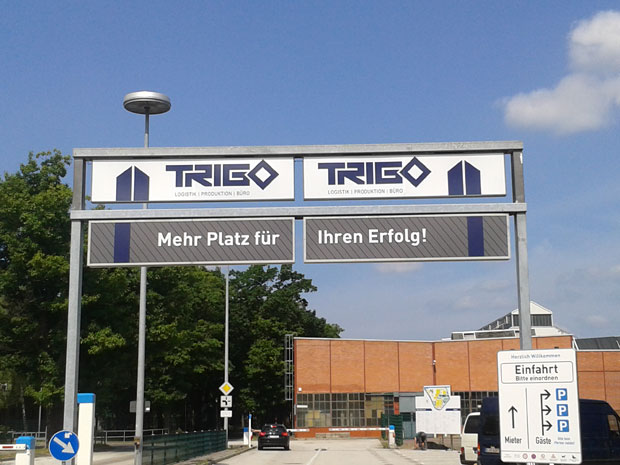 TRIGO
LOGISTIK | PRODUKTION | BÜRO
TRIGO
LOGISTIK | PRODUKTION | BÜRO
Mehr Platz für
Ihren Erfolg!
Herzlich Willkommen
Einfahrt
Bitte einordnen
P
P
P
Mieter
Gäste